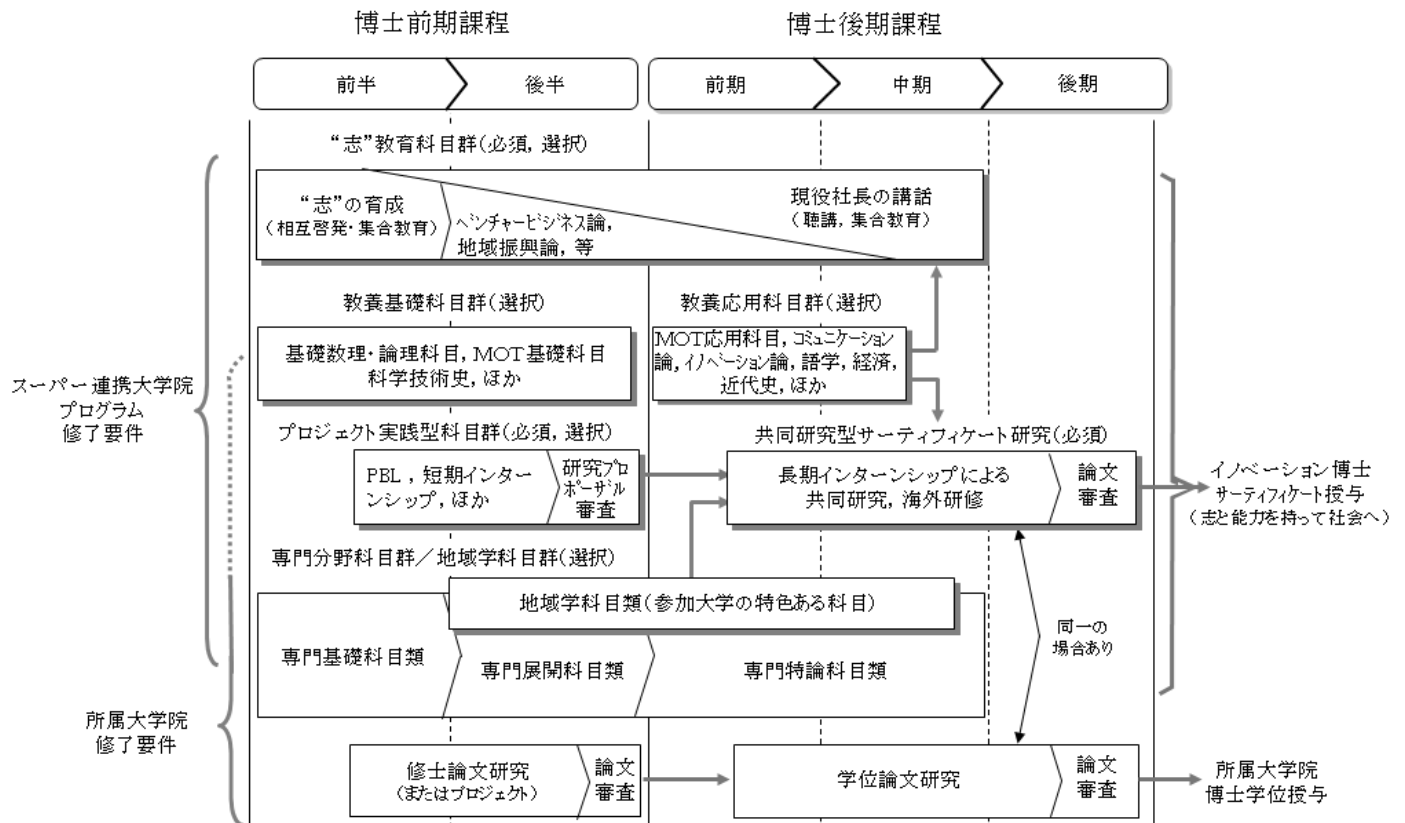 博士前期課程
博士後期課程
前半
後半
前期
中期
後期
“志”教育科目群(必須, 選択)
“志”の育成
(相互啓発・集合教育)
ベンチャービジネス論,
地域振興論, 等
現役社長の講話
(聴講, 集合教育)
教養基礎科目群(選択)
教養応用科目群(選択)
基礎数理・論理科目, MOT基礎科目
科学技術史, ほか
MOT応用科目, コミュニケーション
論, イノベーション論, 語学, 経済,
近代史, ほか
スーパー連携大学院
プログラム
修了要件
プロジェクト実践型科目群(必須, 選択)
共同研究型サーティフィケート研究(必須)
PBL , 短期インター
ンシップ, ほか
研究プロ
ポーザル
審査
長期インターンシップによる
共同研究, 海外研修
論文
審査
イノベーション博士
サーティフィケート授与
(志と能力を持って社会へ)
専門分野科目群／地域学科目群(選択)
地域学科目類(参加大学の特色ある科目)
専門基礎科目類
専門展開科目類
専門特論科目類
同一の
場合あり
所属大学院
修了要件
修士論文研究
(またはプロジェクト)
論文
審査
学位論文研究
論文
審査
所属大学院
博士学位授与